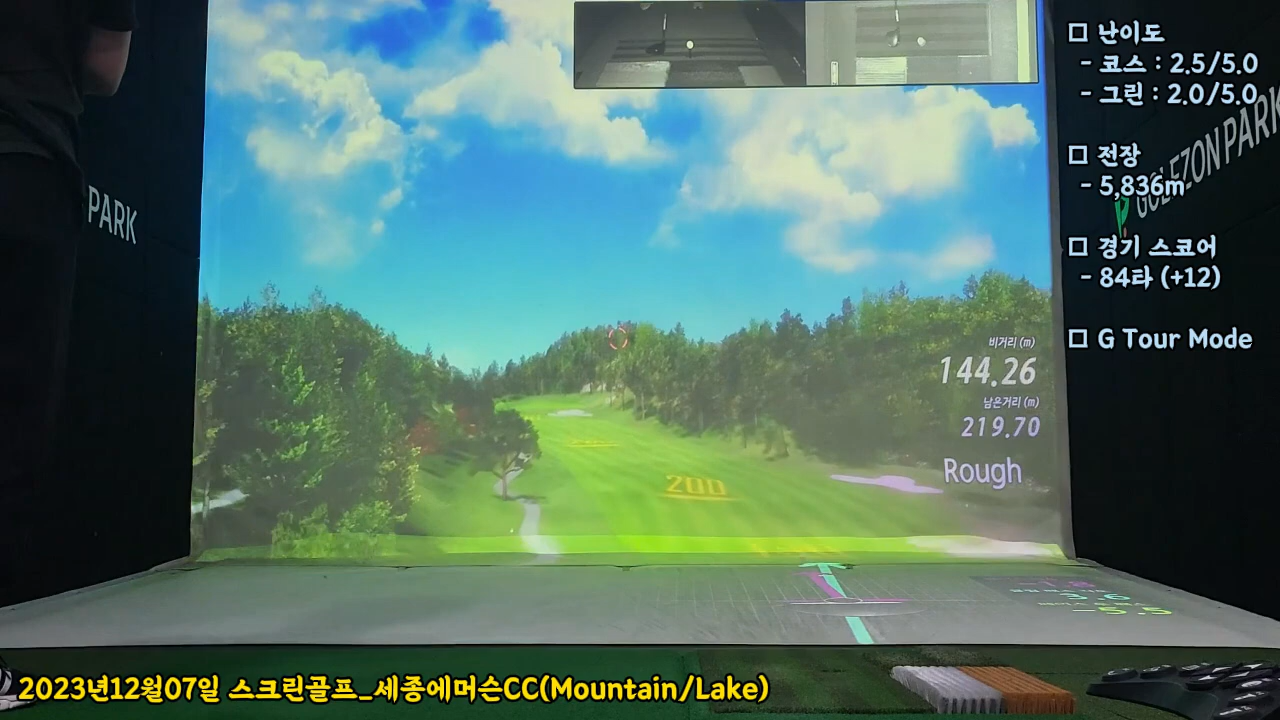 □ 난이도
- 코스 : 2.5/5.0
- 그린 : 2.0/5.0
GOLFZON PARK
□ 전장
- 5,836m
PARK
□ 경기 스코어
- 84타 (+12)
□ G Tour Mode
비거리 (m)
144.26
남은거리 (m)
219.70
Rough
200
2023년12월07일 스크린골프_세종에머슨CC(Mountain/Lake)